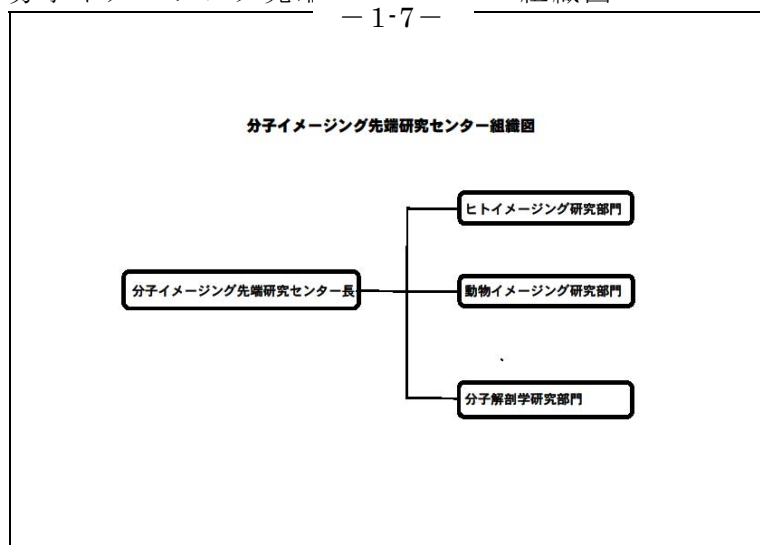 －1-7－
分子イメージング先端研究センター組織図
ヒトイメージング研究部門
分子イメージング先端研究センター長
動物イメージング研究部門
分子解剖学研究部門